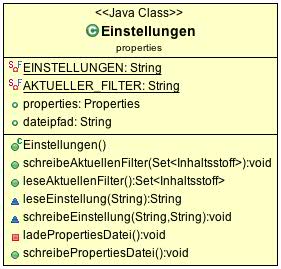 <<Java Class>>
Einstellungen
properties
EINSTELLUNGEN: String
AKTUELLER_FILTER: String
properties: Properties
dateipfad: String
Einstellungen()
schreibeAktuellenFilter(Set<Inhaltsstoff>):void
leseAktuellenFilter():Set<Inhaltsstoff>
leseEinstellung(String):String
schreibeEinstellung(String,String):void
ladePropertiesDatei():void
schreibePropertiesDatei():void